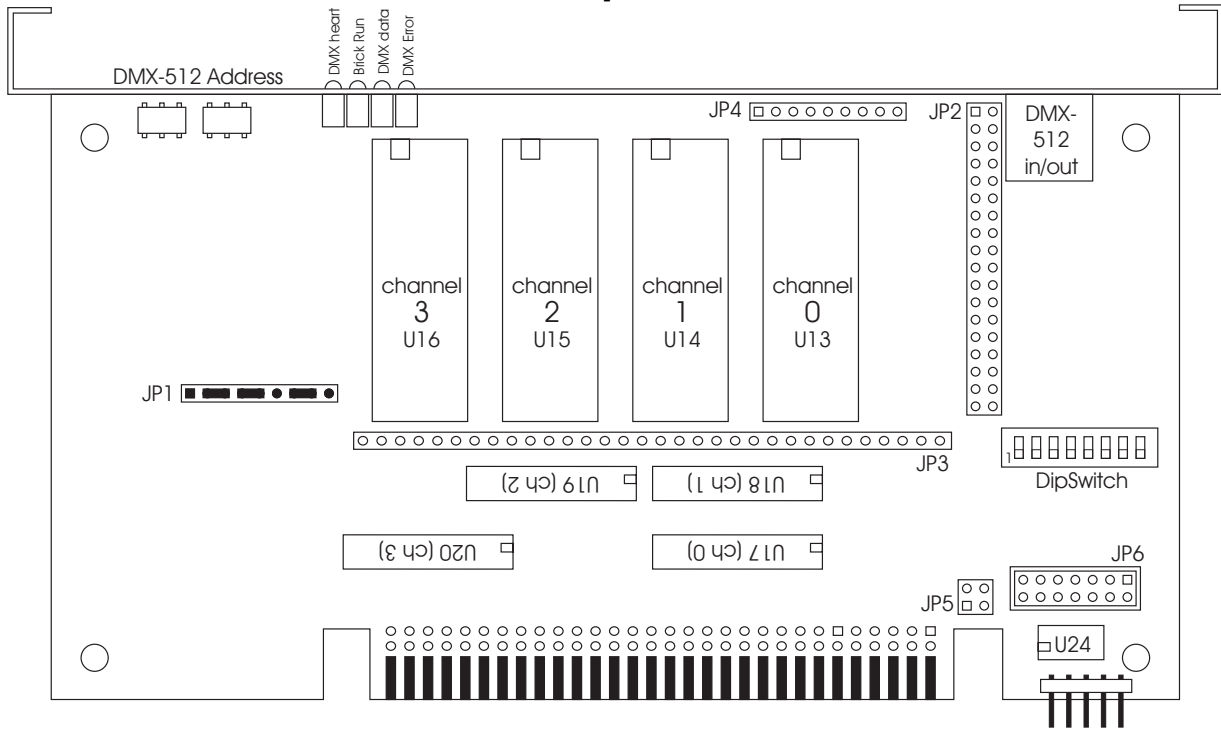 DMX heart
Brick Run
DMX data
DMX Error
DMX-512 Address
JP4
JP2
DMX-
512
in/out
channel
3
U16
channel
2
U15
channel
1
U14
channel
0
U13
JP1
JP3
1
DipSwitch
U19 (ch 2)
U18 (ch 1)
U20 (ch 3)
U17 (ch 0)
JP6
JP5
U24